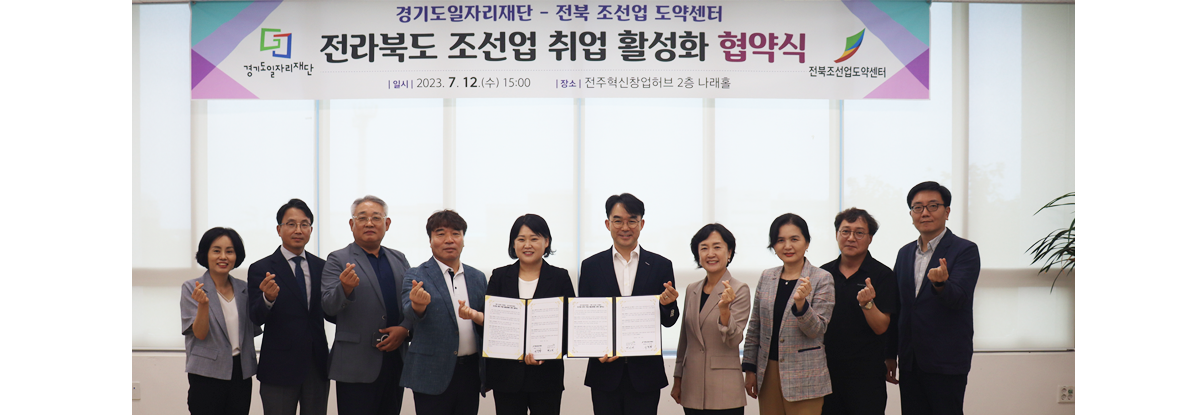 경기도일자리재단 - 전북 조선업 도약센터
경기도일자리재단
전라북도 조선업 취업 활성화 협약식
전북조선업도약센터
| 일시 | 2023. 7. 12.(수) 15:00 | 장소 | 전주혁신창업허브 2층 나래홀